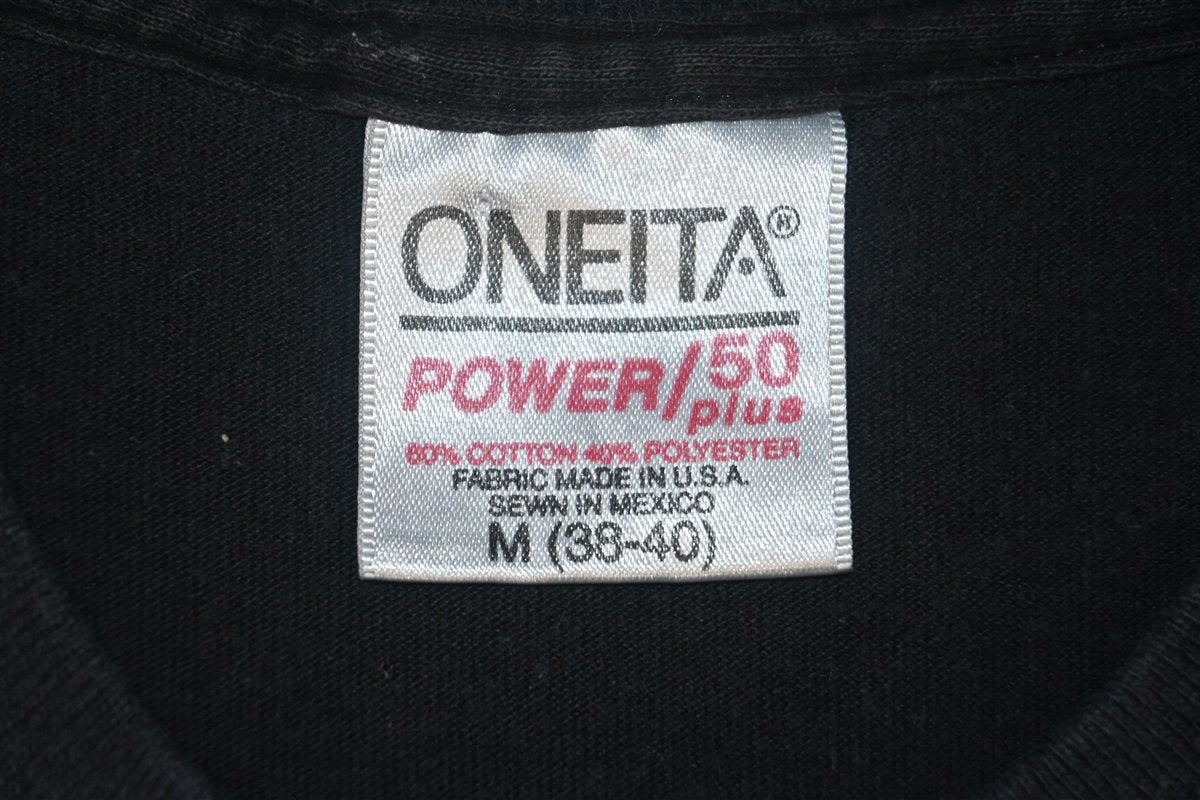 ONEITA®
POWER/50
plus
60% COTTON 40% POLYESTER
FABRIC MADE IN U.S.A.
SEWN IN MEXICO
M (38-40)